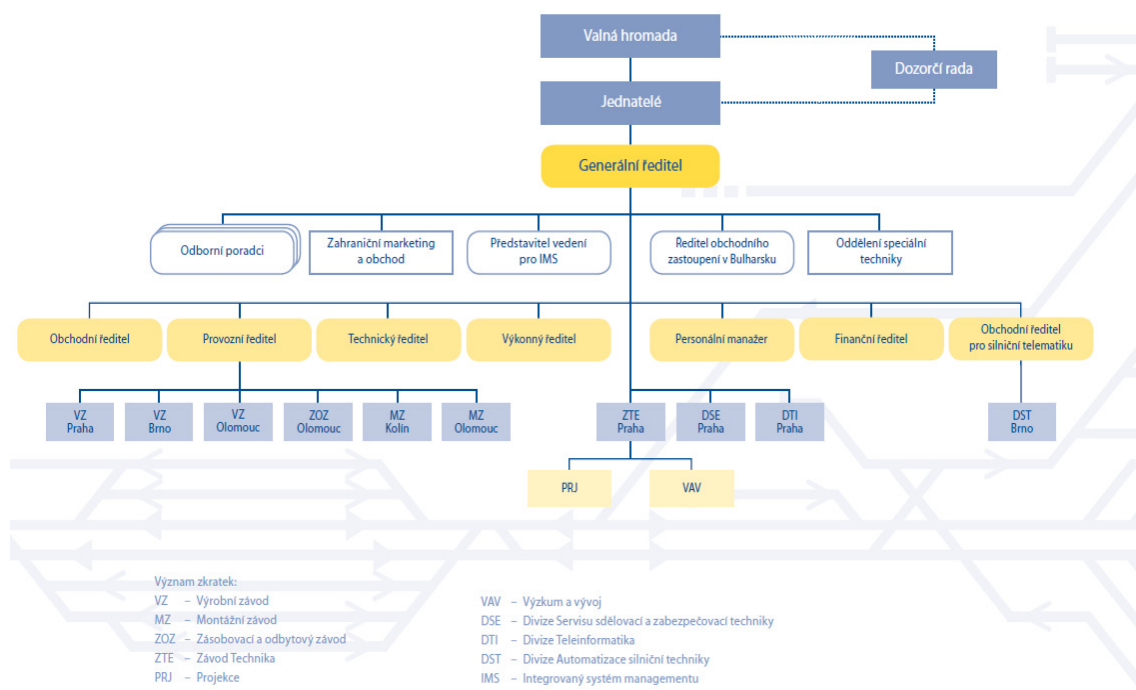 Valná hromada
Dozorčí rada
Jednatelé
Generální ředitel
Odborní poradci
Zahraniční marketing
a obchod
Představitel vedení
pro IMS
Ředitel obchodního
zastoupení v Bulharsku
Oddělení speciální
techniky
Obchodní ředitel
Provozní ředitel
Technický ředitel
Výkonný ředitel
Personální manažer
Finanční ředitel
Obchodní ředitel
pro silniční telematiku
VZ
Praha
VZ
Brno
VZ
Olomouc
ZOZ
Olomouc
MZ
Kolín
MZ
Olomouc
ZTE
Praha
DSE
Praha
DTI
Praha
DST
Brno
PRJ
VAV
Význam zkratek:
VZ – Výrobní závod
MZ – Montážní závod
ZOZ – Zásobovací a odbytový závod
ZTE – Závod Technika
PRJ – Projekce
VAV – Výzkum a vývoj
DSE – Divize Servisu sdělovací a zabezpečovací techniky
DTI – Divize Teleinformatika
DST – Divize Automatizace silniční techniky
IMS – Integrovaný systém managementu